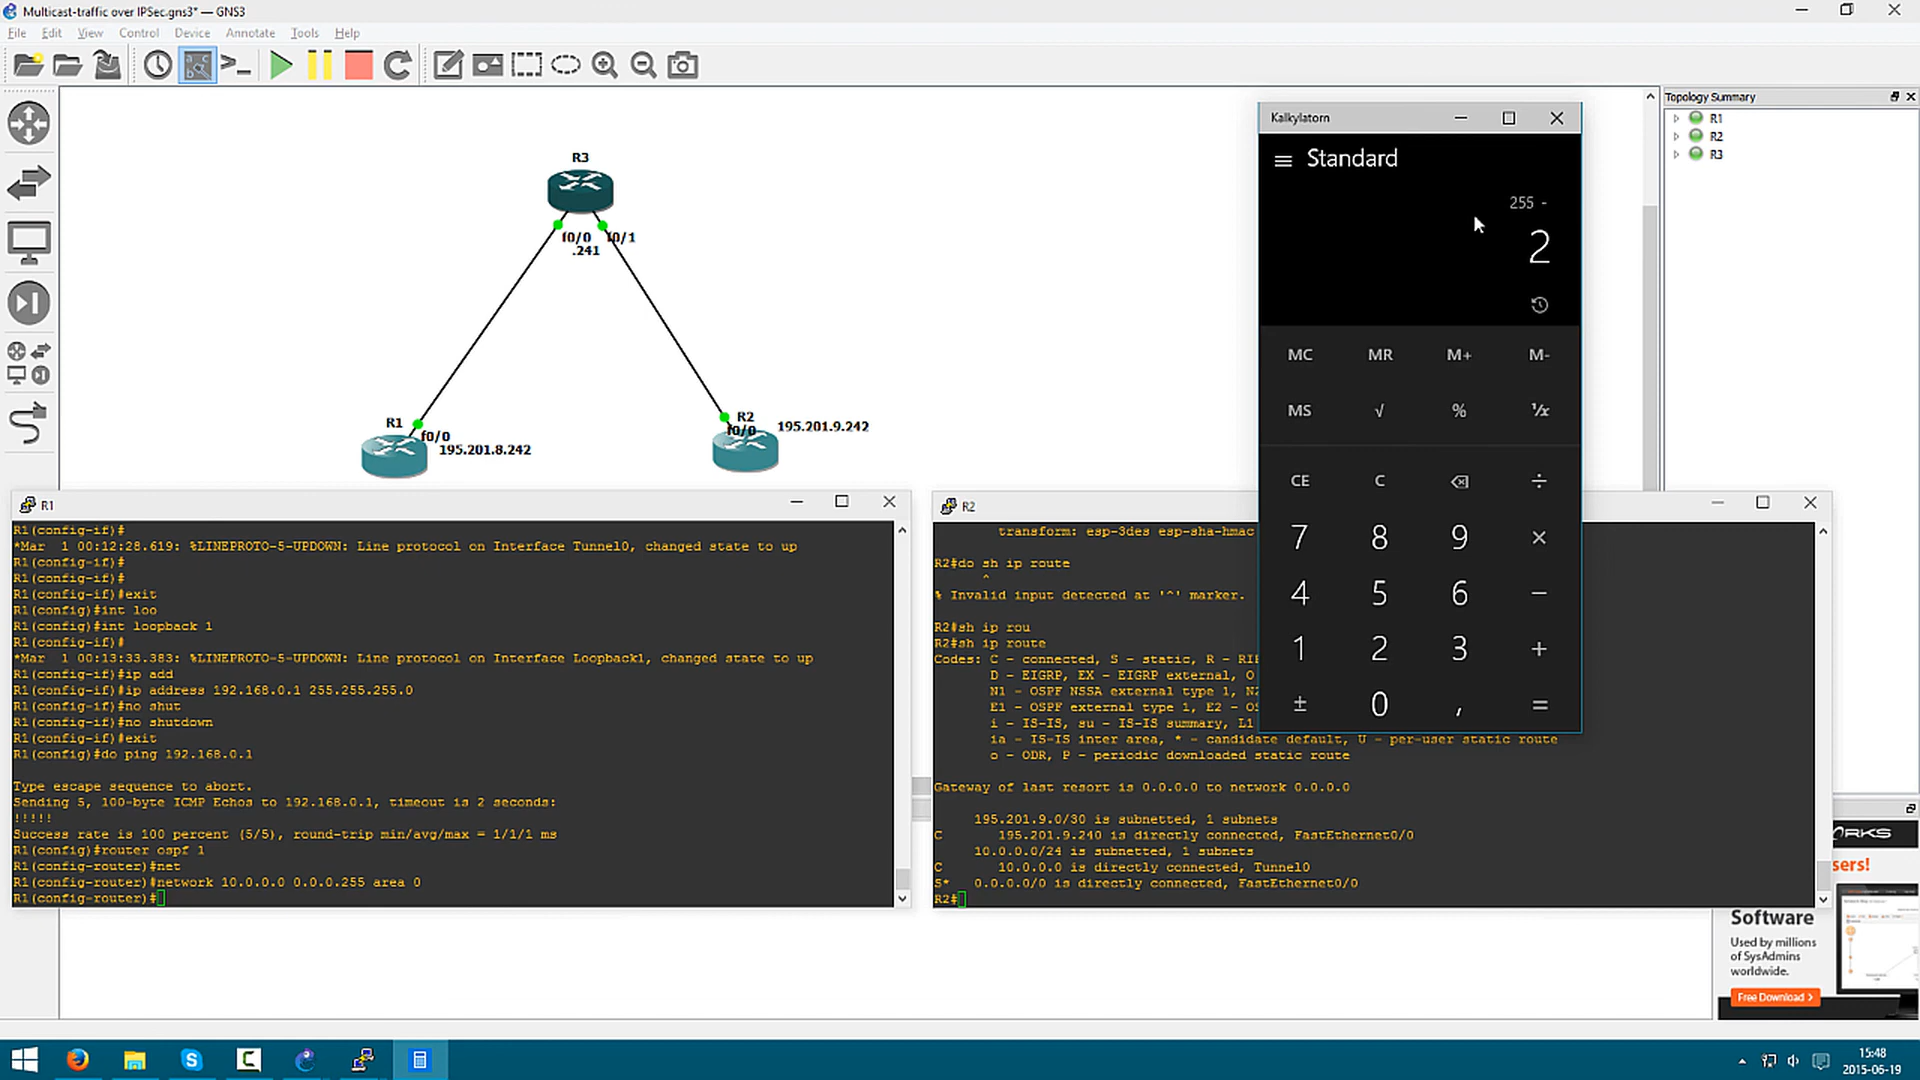 Multicast-traffic over IPSec.gns3* — GNS3
File Edit View Control Device Annotate Tools Help
Topology Summary
R1
R2
R3
R3
f0/0 f0/1
.241
R1
f0/0
195.201.8.242
R2
f0/0
195.201.9.242
Kalkylatorn
Standard
255 -
2
MC MR M+ M-
MS √ % ¹/x
CE C ÷
7 8 9 ×
4 5 6 −
1 2 3 +
± 0 , =
R1
R1(config-if)#
*Mar  1 00:12:28.619: %LINEPROTO-5-UPDOWN: Line protocol on Interface Tunnel0, changed state to up
R1(config-if)#
R1(config-if)#
R1(config-if)#exit
R1(config)#int loo
R1(config)#int loopback 1
R1(config-if)#
*Mar  1 00:13:33.383: %LINEPROTO-5-UPDOWN: Line protocol on Interface Loopback1, changed state to up
R1(config-if)#ip add
R1(config-if)#ip address 192.168.0.1 255.255.255.0
R1(config-if)#no shut
R1(config-if)#no shutdown
R1(config-if)#exit
R1(config)#do ping 192.168.0.1
Type escape sequence to abort.
Sending 5, 100-byte ICMP Echos to 192.168.0.1, timeout is 2 seconds:
!!!!!
Success rate is 100 percent (5/5), round-trip min/avg/max = 1/1/1 ms
R1(config)#router ospf 1
R1(config-router)#net
R1(config-router)#network 10.0.0.0 0.0.0.255 area 0
R1(config-router)#
R2
transform: esp-3des esp-sha-hmac
R2#do sh ip route
^
% Invalid input detected at '^' marker.
R2#sh ip rou
R2#sh ip route
Codes: C - connected, S - static, R - RI
D - EIGRP, EX - EIGRP external, O
N1 - OSPF NSSA external type 1, N2
E1 - OSPF external type 1, E2 - OS
i - IS-IS, su - IS-IS summary, L1
ia - IS-IS inter area, * - candidate default, U - per-user static route
o - ODR, P - periodic downloaded static route
Gateway of last resort is 0.0.0.0 to network 0.0.0.0
195.201.9.0/30 is subnetted, 1 subnets
C 195.201.9.240 is directly connected, FastEthernet0/0
10.0.0.0/24 is subnetted, 1 subnets
C 10.0.0.0 is directly connected, Tunnel0
S* 0.0.0.0/0 is directly connected, FastEthernet0/0
R2#
ORKS
sers!
Software
Used by millions
of SysAdmins
worldwide.
Free Download >
15:48
2015-06-19